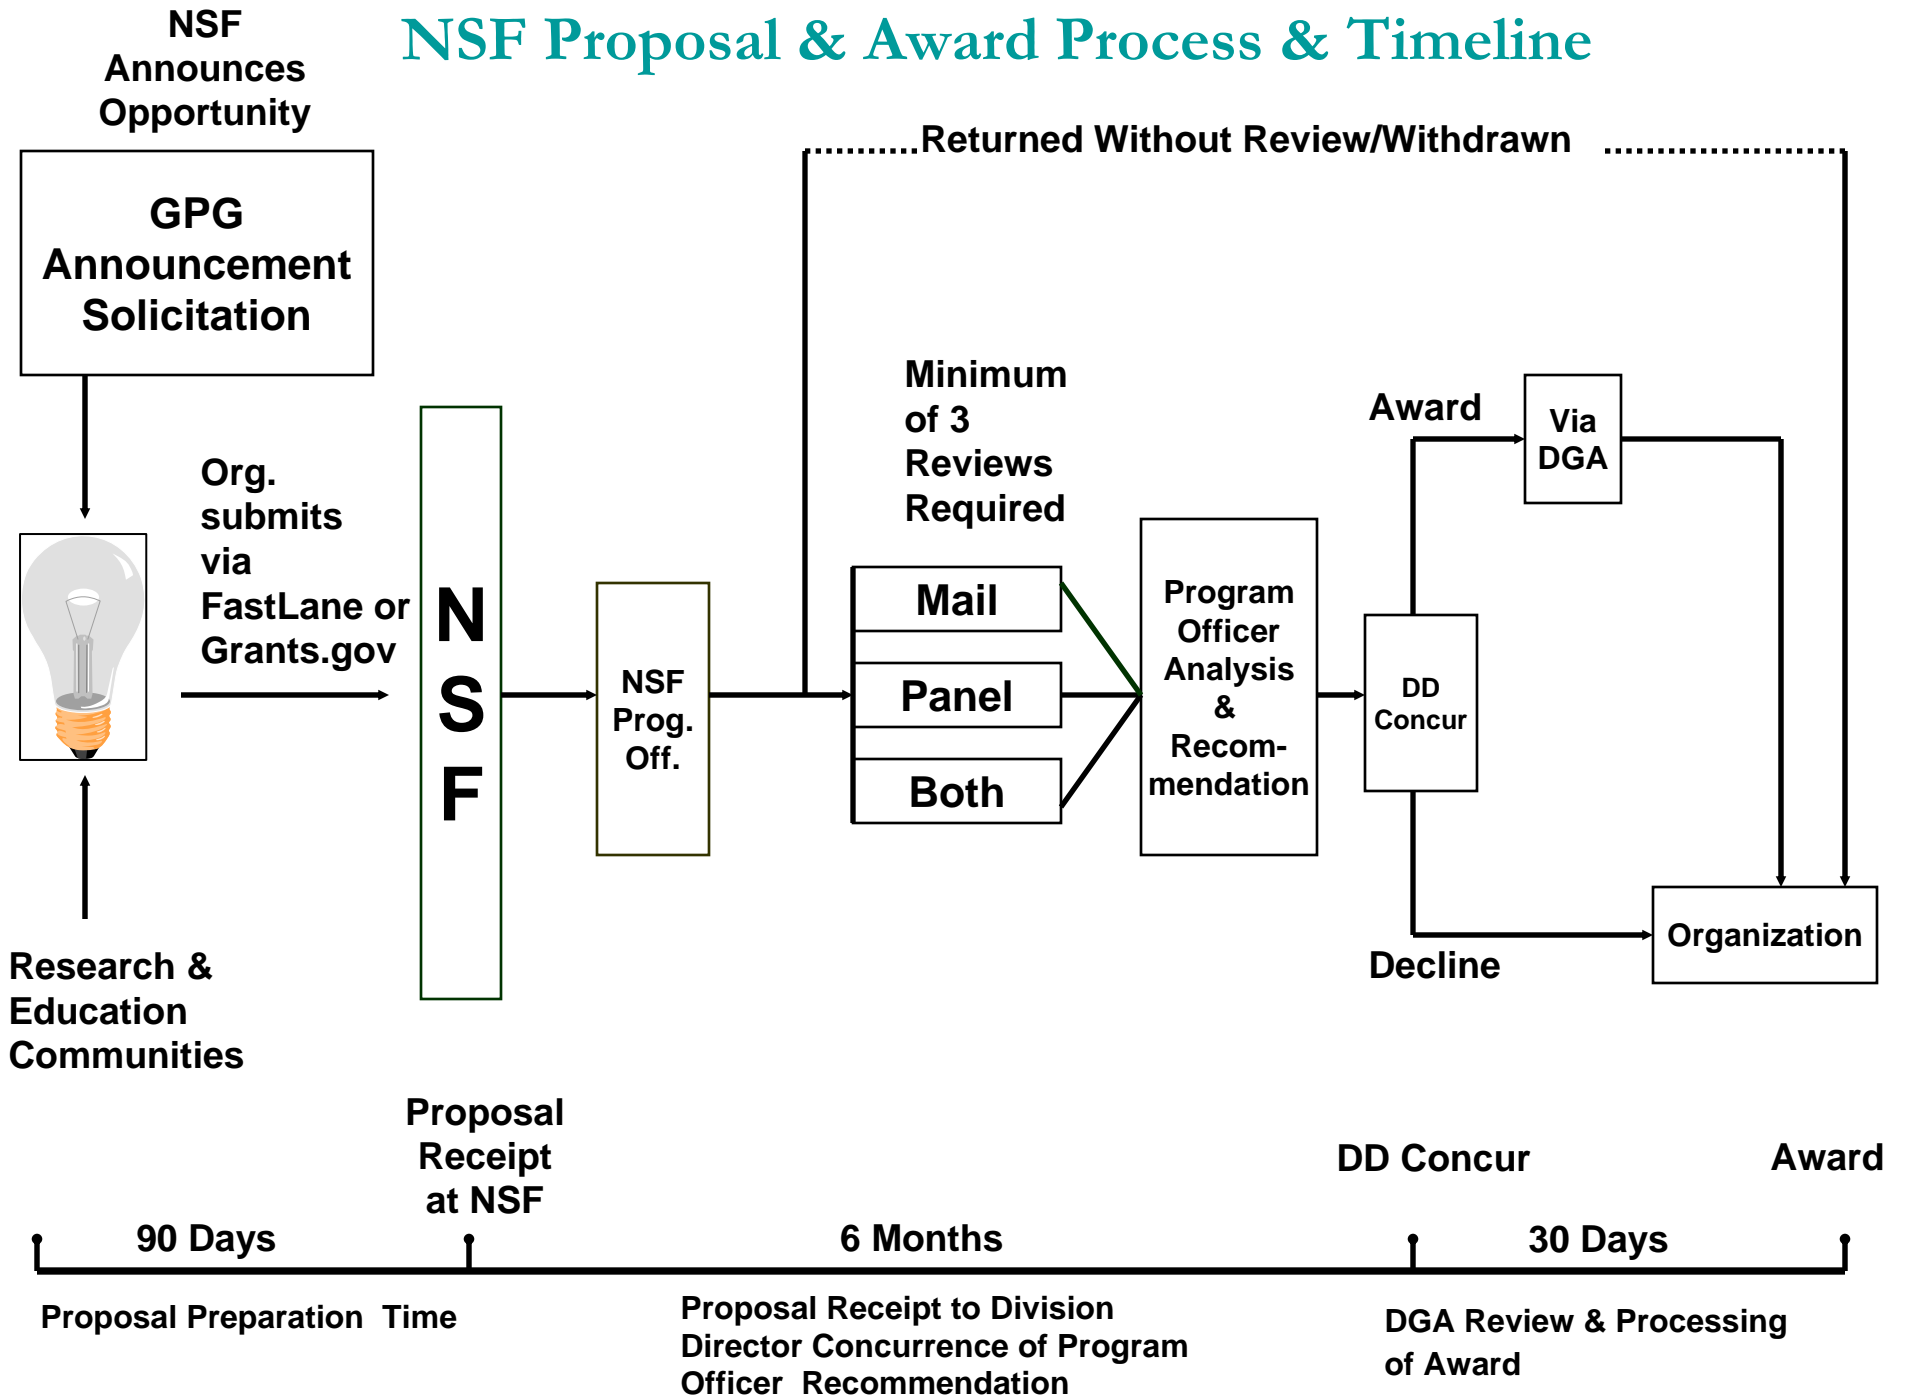 NSF Proposal & Award Process & Timeline
NSF
Announces
Opportunity
GPG
Announcement
Solicitation
Returned Without Review/Withdrawn
Org.
submits
via
FastLane or
Grants.gov
N
S
F
NSF
Prog.
Off.
Minimum
of 3
Reviews
Required
Mail
Panel
Both
Program
Officer
Analysis
&
Recom-
mendation
DD
Concur
Award
Via
DGA
Decline
Organization
Research &
Education
Communities
Proposal
Receipt
at NSF
DD Concur
Award
90 Days
6 Months
30 Days
Proposal Preparation Time
Proposal Receipt to Division
Director Concurrence of Program
Officer Recommendation
DGA Review & Processing
of Award